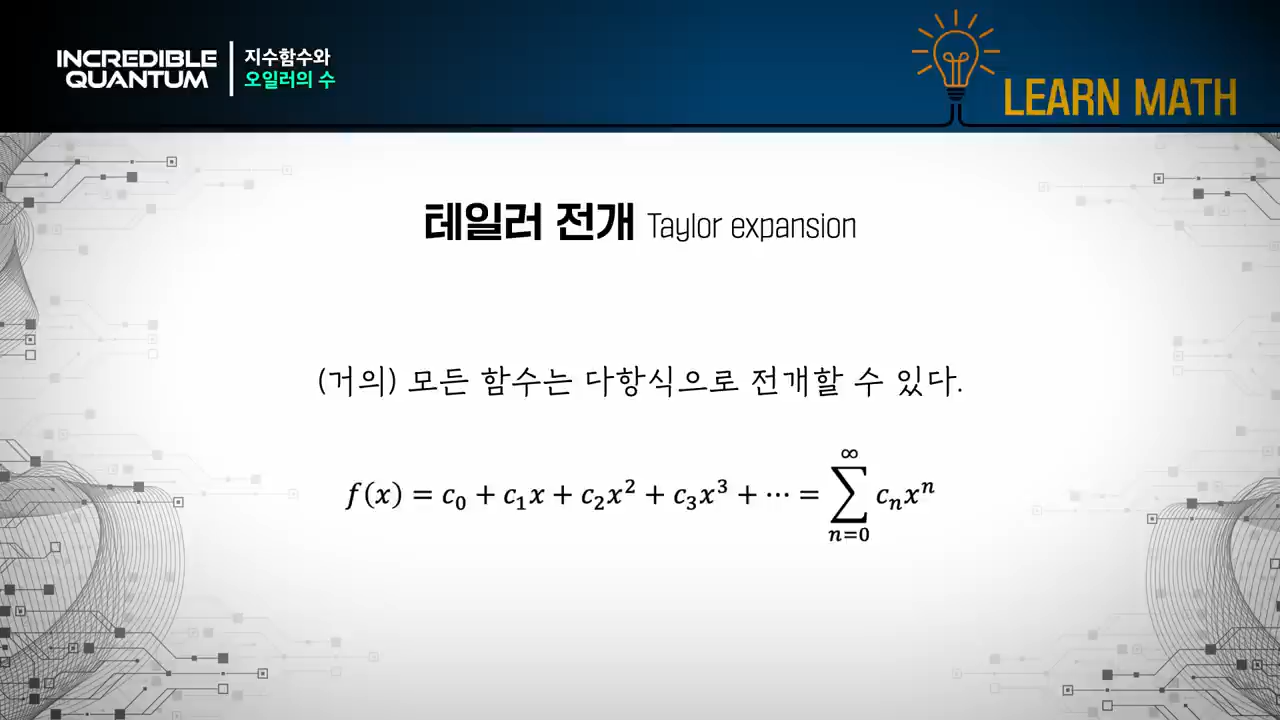 INCREDIBLE
QUANTUM
지수함수와
오일러의 수
LEARN MATH
테일러 전개 Taylor expansion
(거의) 모든 함수는 다항식으로 전개할 수 있다.
f(x) = c₀ + c₁x + c₂x² + c₃x³ + ⋯ = ∑_{n=0}^{∞} cₙxⁿ